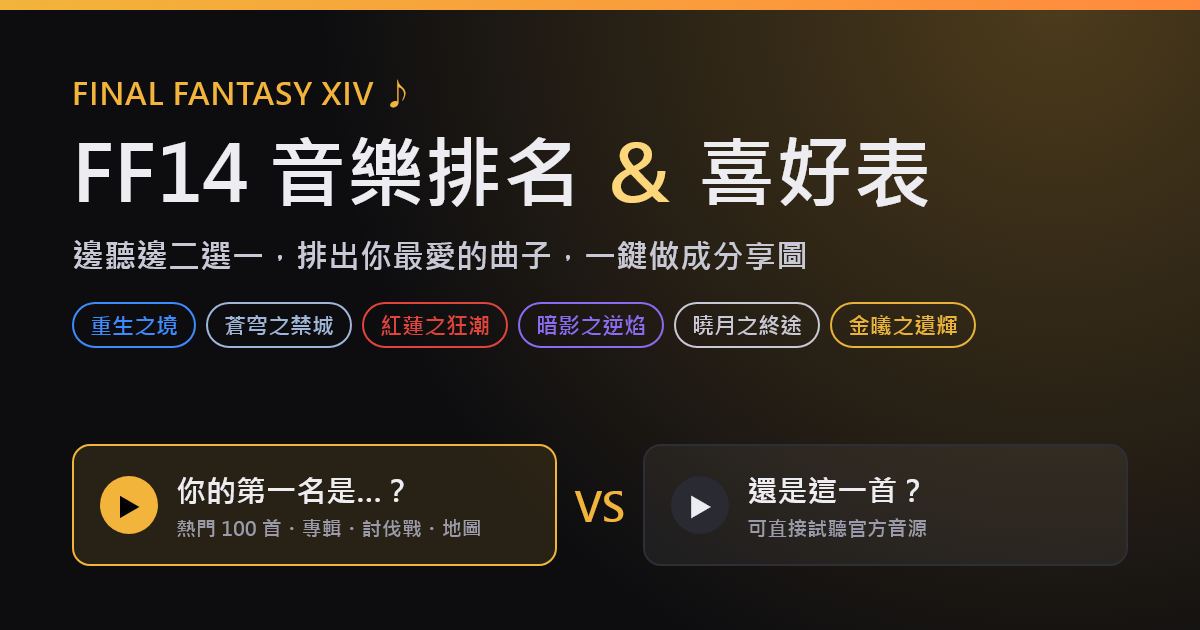 FINAL FANTASY XIV ♪
FF14 音樂排名 & 喜好表
邊聽邊二選一，排出你最愛的曲子，一鍵做成分享圖
重生之境 蒼穹之禁城 紅蓮之狂潮 暗影之逆焰 曉月之終途 金曦之遺輝
你的第一名是...？
熱門 100 首 · 專輯 · 討伐戰 · 地圖
VS
還是這一首？
可直接試聽官方音源